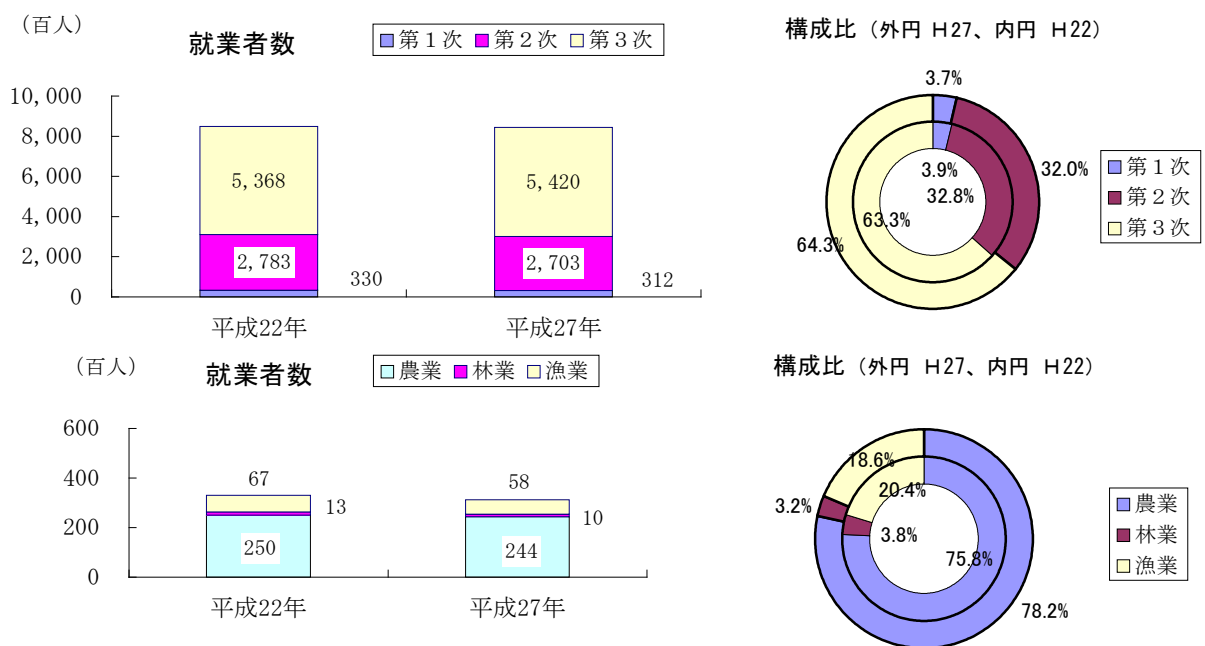 (百人)
就業者数
第１次 第２次 第３次
10,000
8,000
6,000
4,000
2,000
0
5,368
2,783
330
5,420
2,703
312
平成22年 平成27年
構成比（外円 H27、内円 H22）
3.7%
3.9%
32.8%
32.0%
63.3%
64.3%
第１次
第２次
第３次
(百人)
就業者数
農業 林業 漁業
600
400
200
0
67
13
250
58
10
244
平成22年 平成27年
構成比（外円 H27、内円 H22）
18.6%
20.4%
3.2%
3.8%
75.8%
78.2%
農業
林業
漁業